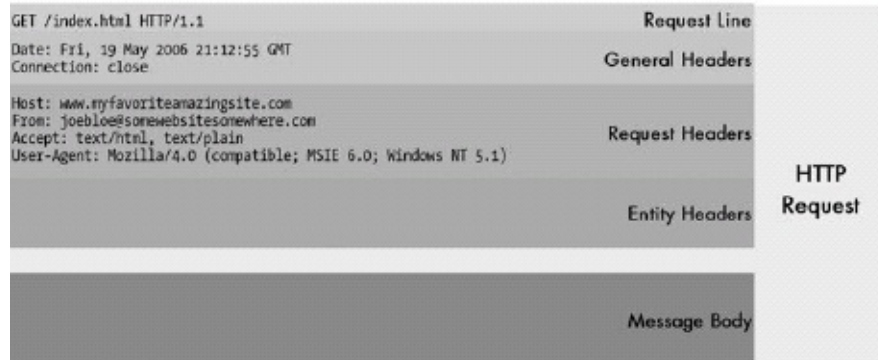 GET /index.html HTTP/1.1
Request Line
Date: Fri, 19 May 2006 21:12:55 GMT
Connection: close
General Headers
Host: www.myfavoriteamazingsite.com
From: joebloe@somewebsitesomewhere.com
Accept: text/html, text/plain
User-Agent: Mozilla/4.0 (compatible; MSIE 6.0; Windows NT 5.1)
Request Headers
Entity Headers
Message Body
HTTP
Request